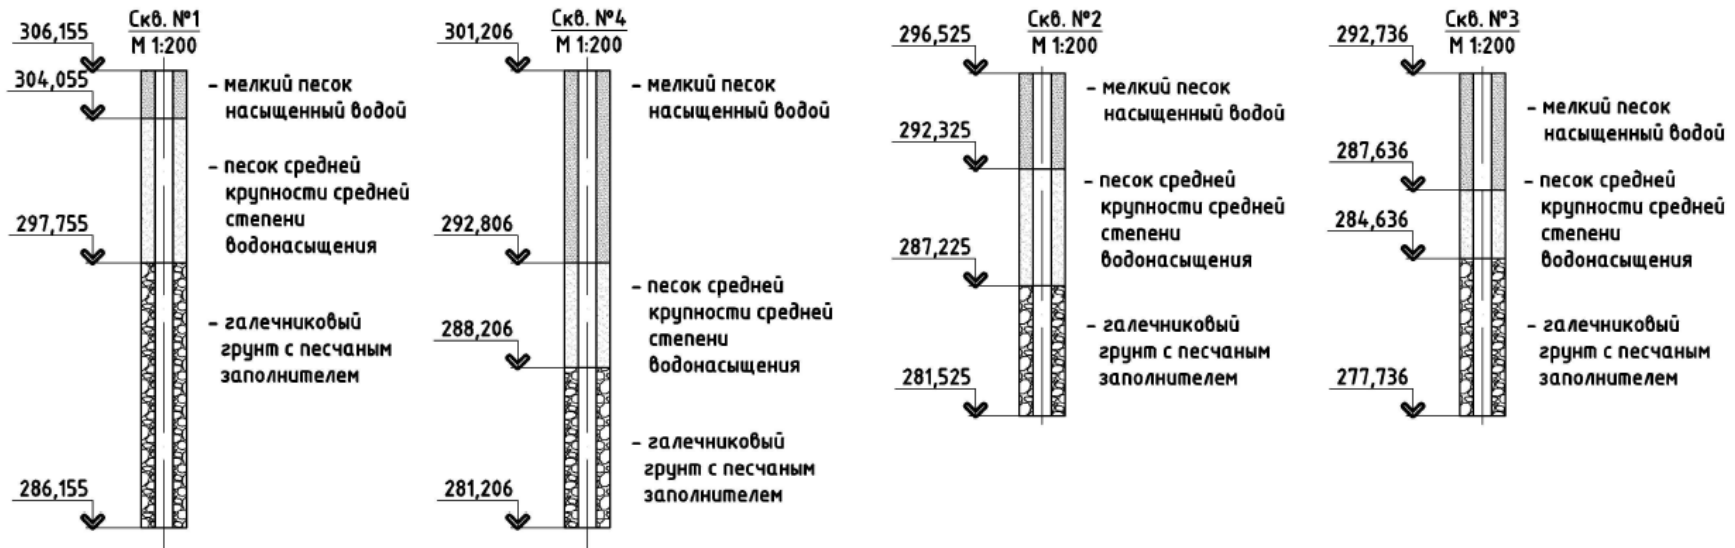 Скв. №1
М 1:200
306,155
304,055
297,755
286,155
- мелкий песок
насыщенный водой
- песок средней
крупности средней
степени
водонасыщения
- галечниковый
грунт с песчаным
заполнителем
Скв. №4
М 1:200
301,206
292,806
288,206
281,206
- мелкий песок
насыщенный водой
- песок средней
крупности средней
степени
водонасыщения
- галечниковый
грунт с песчаным
заполнителем
Скв. №2
М 1:200
296,525
292,325
287,225
281,525
- мелкий песок
насыщенный водой
- песок средней
крупности средней
степени
водонасыщения
- галечниковый
грунт с песчаным
заполнителем
Скв. №3
М 1:200
292,736
287,636
284,636
277,736
- мелкий песок
насыщенный водой
- песок средней
крупности средней
степени
водонасыщения
- галечниковый
грунт с песчаным
заполнителем